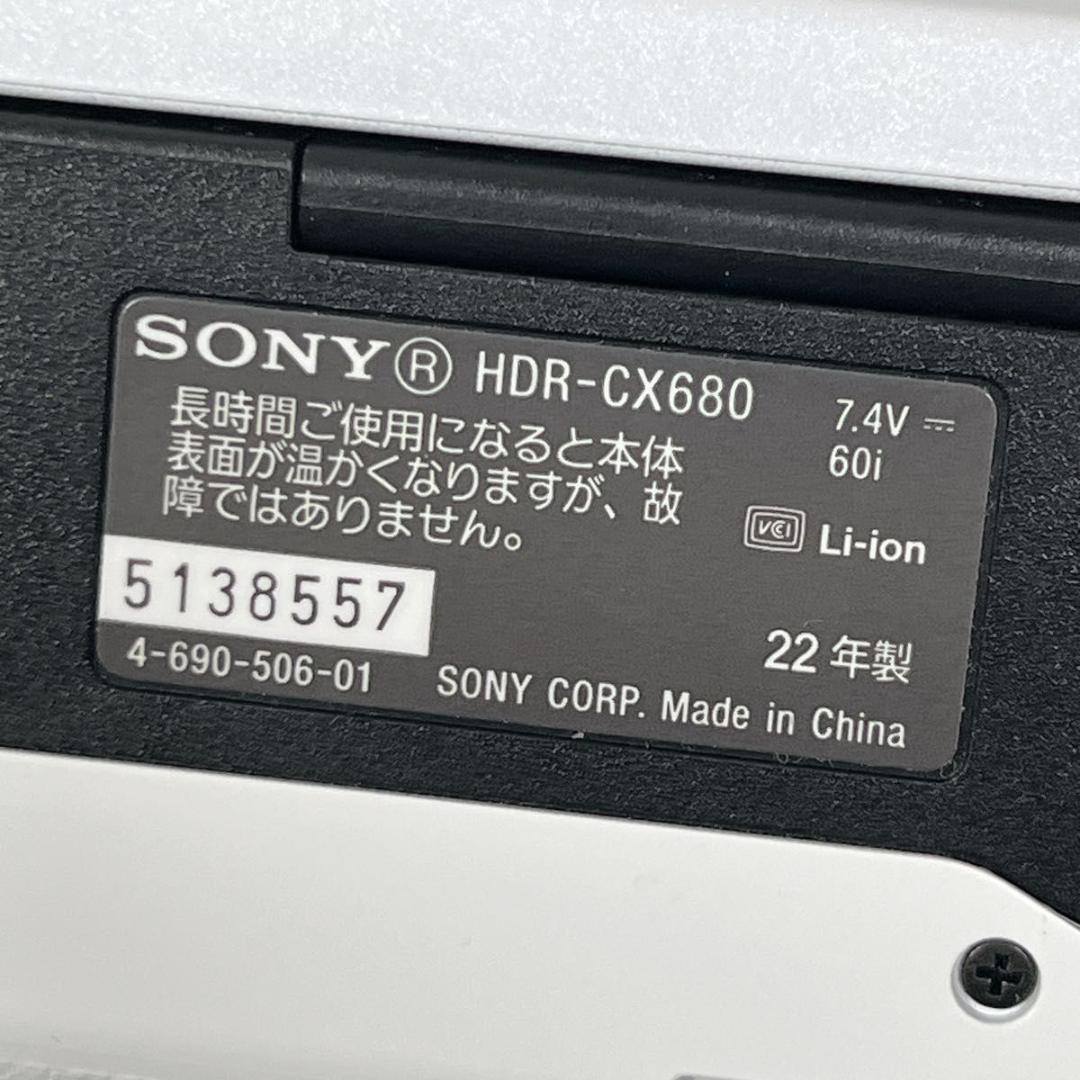 SONY® HDR-CX680
7.4V ⎓
60i
長時間ご使用になると本体
表面が温かくなりますが、故
障ではありません。
VCI Li-ion
5138557
22年製
4-690-506-01
SONY CORP. Made in China